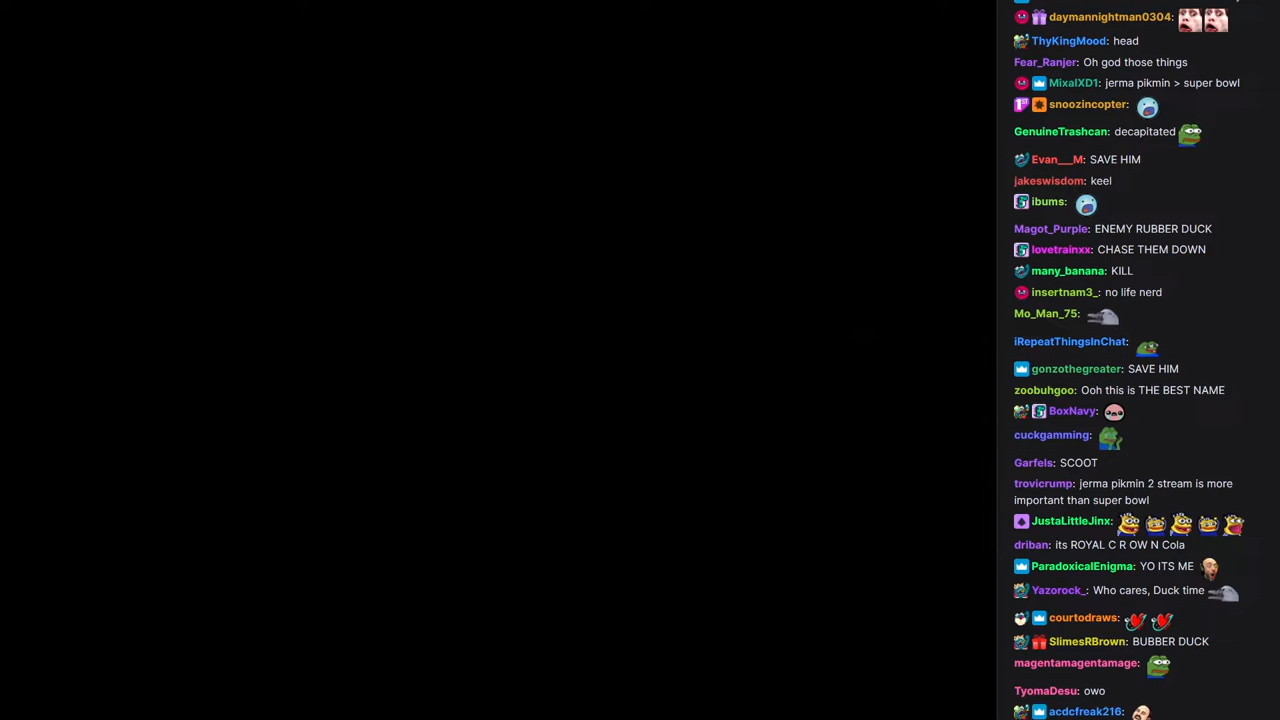 daymannightman0304:
ThyKingMood: head
Fear_Ranjer: Oh god those things
MixalXD1: jerma pikmin > super bowl
snoozincopter:
GenuineTrashcan: decapitated
Evan___M: SAVE HIM
jakeswisdom: keel
ibums:
Magot_Purple: ENEMY RUBBER DUCK
lovetrainxx: CHASE THEM DOWN
many_banana: KILL
insertnam3_: no life nerd
Mo_Man_75:
iRepeatThingsInChat:
gonzothegreater: SAVE HIM
zoobuhgoo: Ooh this is THE BEST NAME
BoxNavy:
cuckgamming:
Garfels: SCOOT
trovicrump: jerma pikmin 2 stream is more
important than super bowl
JustaLittleJinx:
driban: its ROYAL C R OW N Cola
ParadoxicalEnigma: YO ITS ME
Yazorock_: Who cares, Duck time
courtodraws:
SlimesRBrown: BUBBER DUCK
magentamagentamage:
TyomaDesu: owo
acdcfreak216: